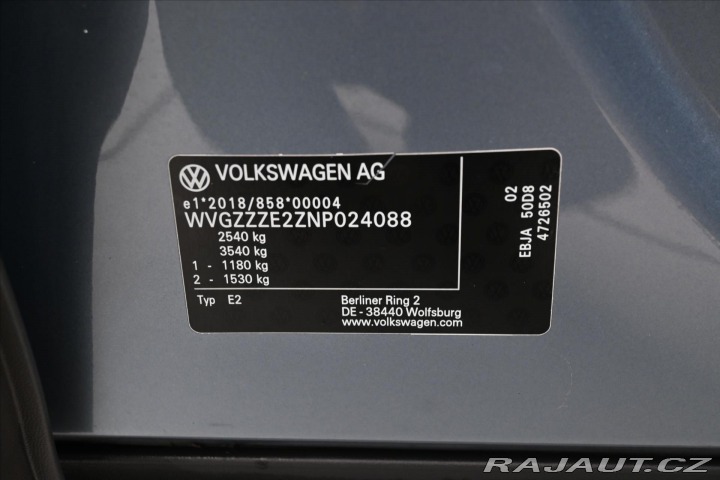 VOLKSWAGEN AG
e1*2018/858*00004
WVGZZZE2ZNP024088
2540 kg
3540 kg
1 - 1180 kg
2 - 1530 kg
Typ E2
Berliner Ring 2
DE - 38440 Wolfsburg
www.volkswagen.com
02
EBJA 50D8
4726502
RAJAUT.CZ